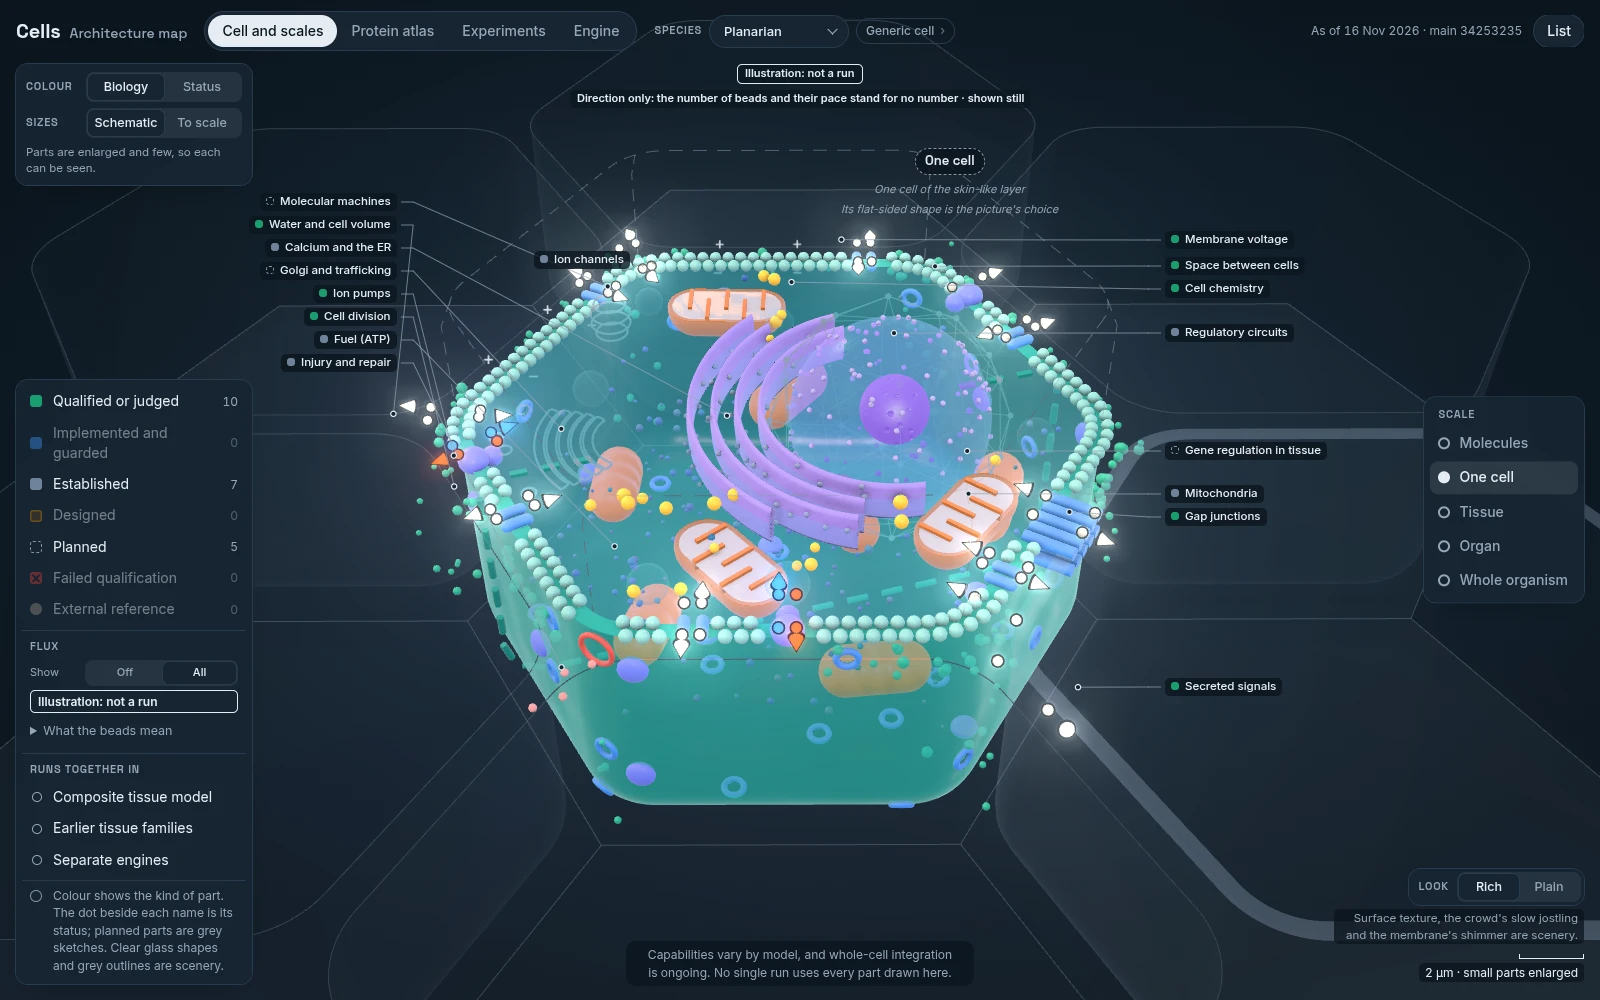 Cells Architecture map
Cell and scales
Protein atlas
Experiments
Engine
SPECIES
Planarian
Generic cell ›
As of 16 Nov 2026 · main 34253235
List
COLOUR
Biology
Status
SIZES
Schematic
To scale
Parts are enlarged and few, so each
can be seen.
Illustration: not a run
Direction only: the number of beads and their pace stand for no number · shown still
One cell
One cell of the skin-like layer
Its flat-sided shape is the picture's choice
Molecular machines
Water and cell volume
Calcium and the ER
Golgi and trafficking
Ion pumps
Cell division
Fuel (ATP)
Injury and repair
Ion channels
Membrane voltage
Space between cells
Cell chemistry
Regulatory circuits
Gene regulation in tissue
Mitochondria
Gap junctions
Secreted signals
Qualified or judged 10
Implemented and
guarded 0
Established 7
Designed 0
Planned 5
Failed qualification 0
External reference 0
FLUX
Show
Off
All
Illustration: not a run
What the beads mean
RUNS TOGETHER IN
Composite tissue model
Earlier tissue families
Separate engines
Colour shows the kind of part.
The dot beside each name is its
status; planned parts are grey
sketches. Clear glass shapes
and grey outlines are scenery.
SCALE
Molecules
One cell
Tissue
Organ
Whole organism
LOOK
Rich
Plain
Surface texture, the crowd's slow jostling
and the membrane's shimmer are scenery.
2 µm · small parts enlarged
Capabilities vary by model, and whole-cell integration
is ongoing. No single run uses every part drawn here.